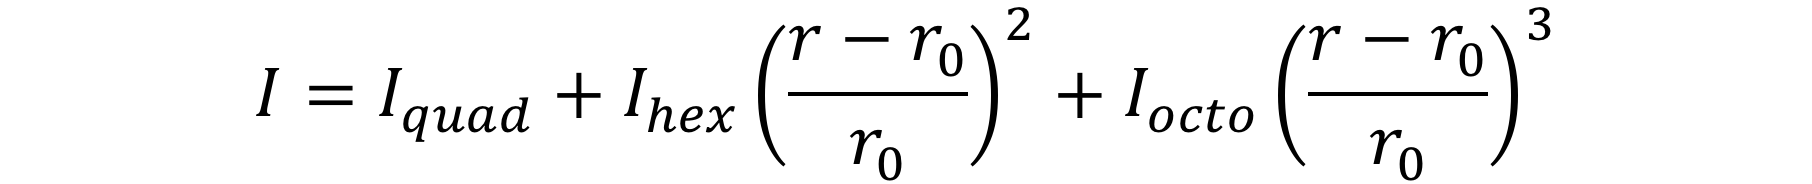 I = I_{quad} + I_{hex} \left( \frac{r - r_0}{r_0} \right)^2 + I_{octo} \left( \frac{r - r_0}{r_0} \right)^3